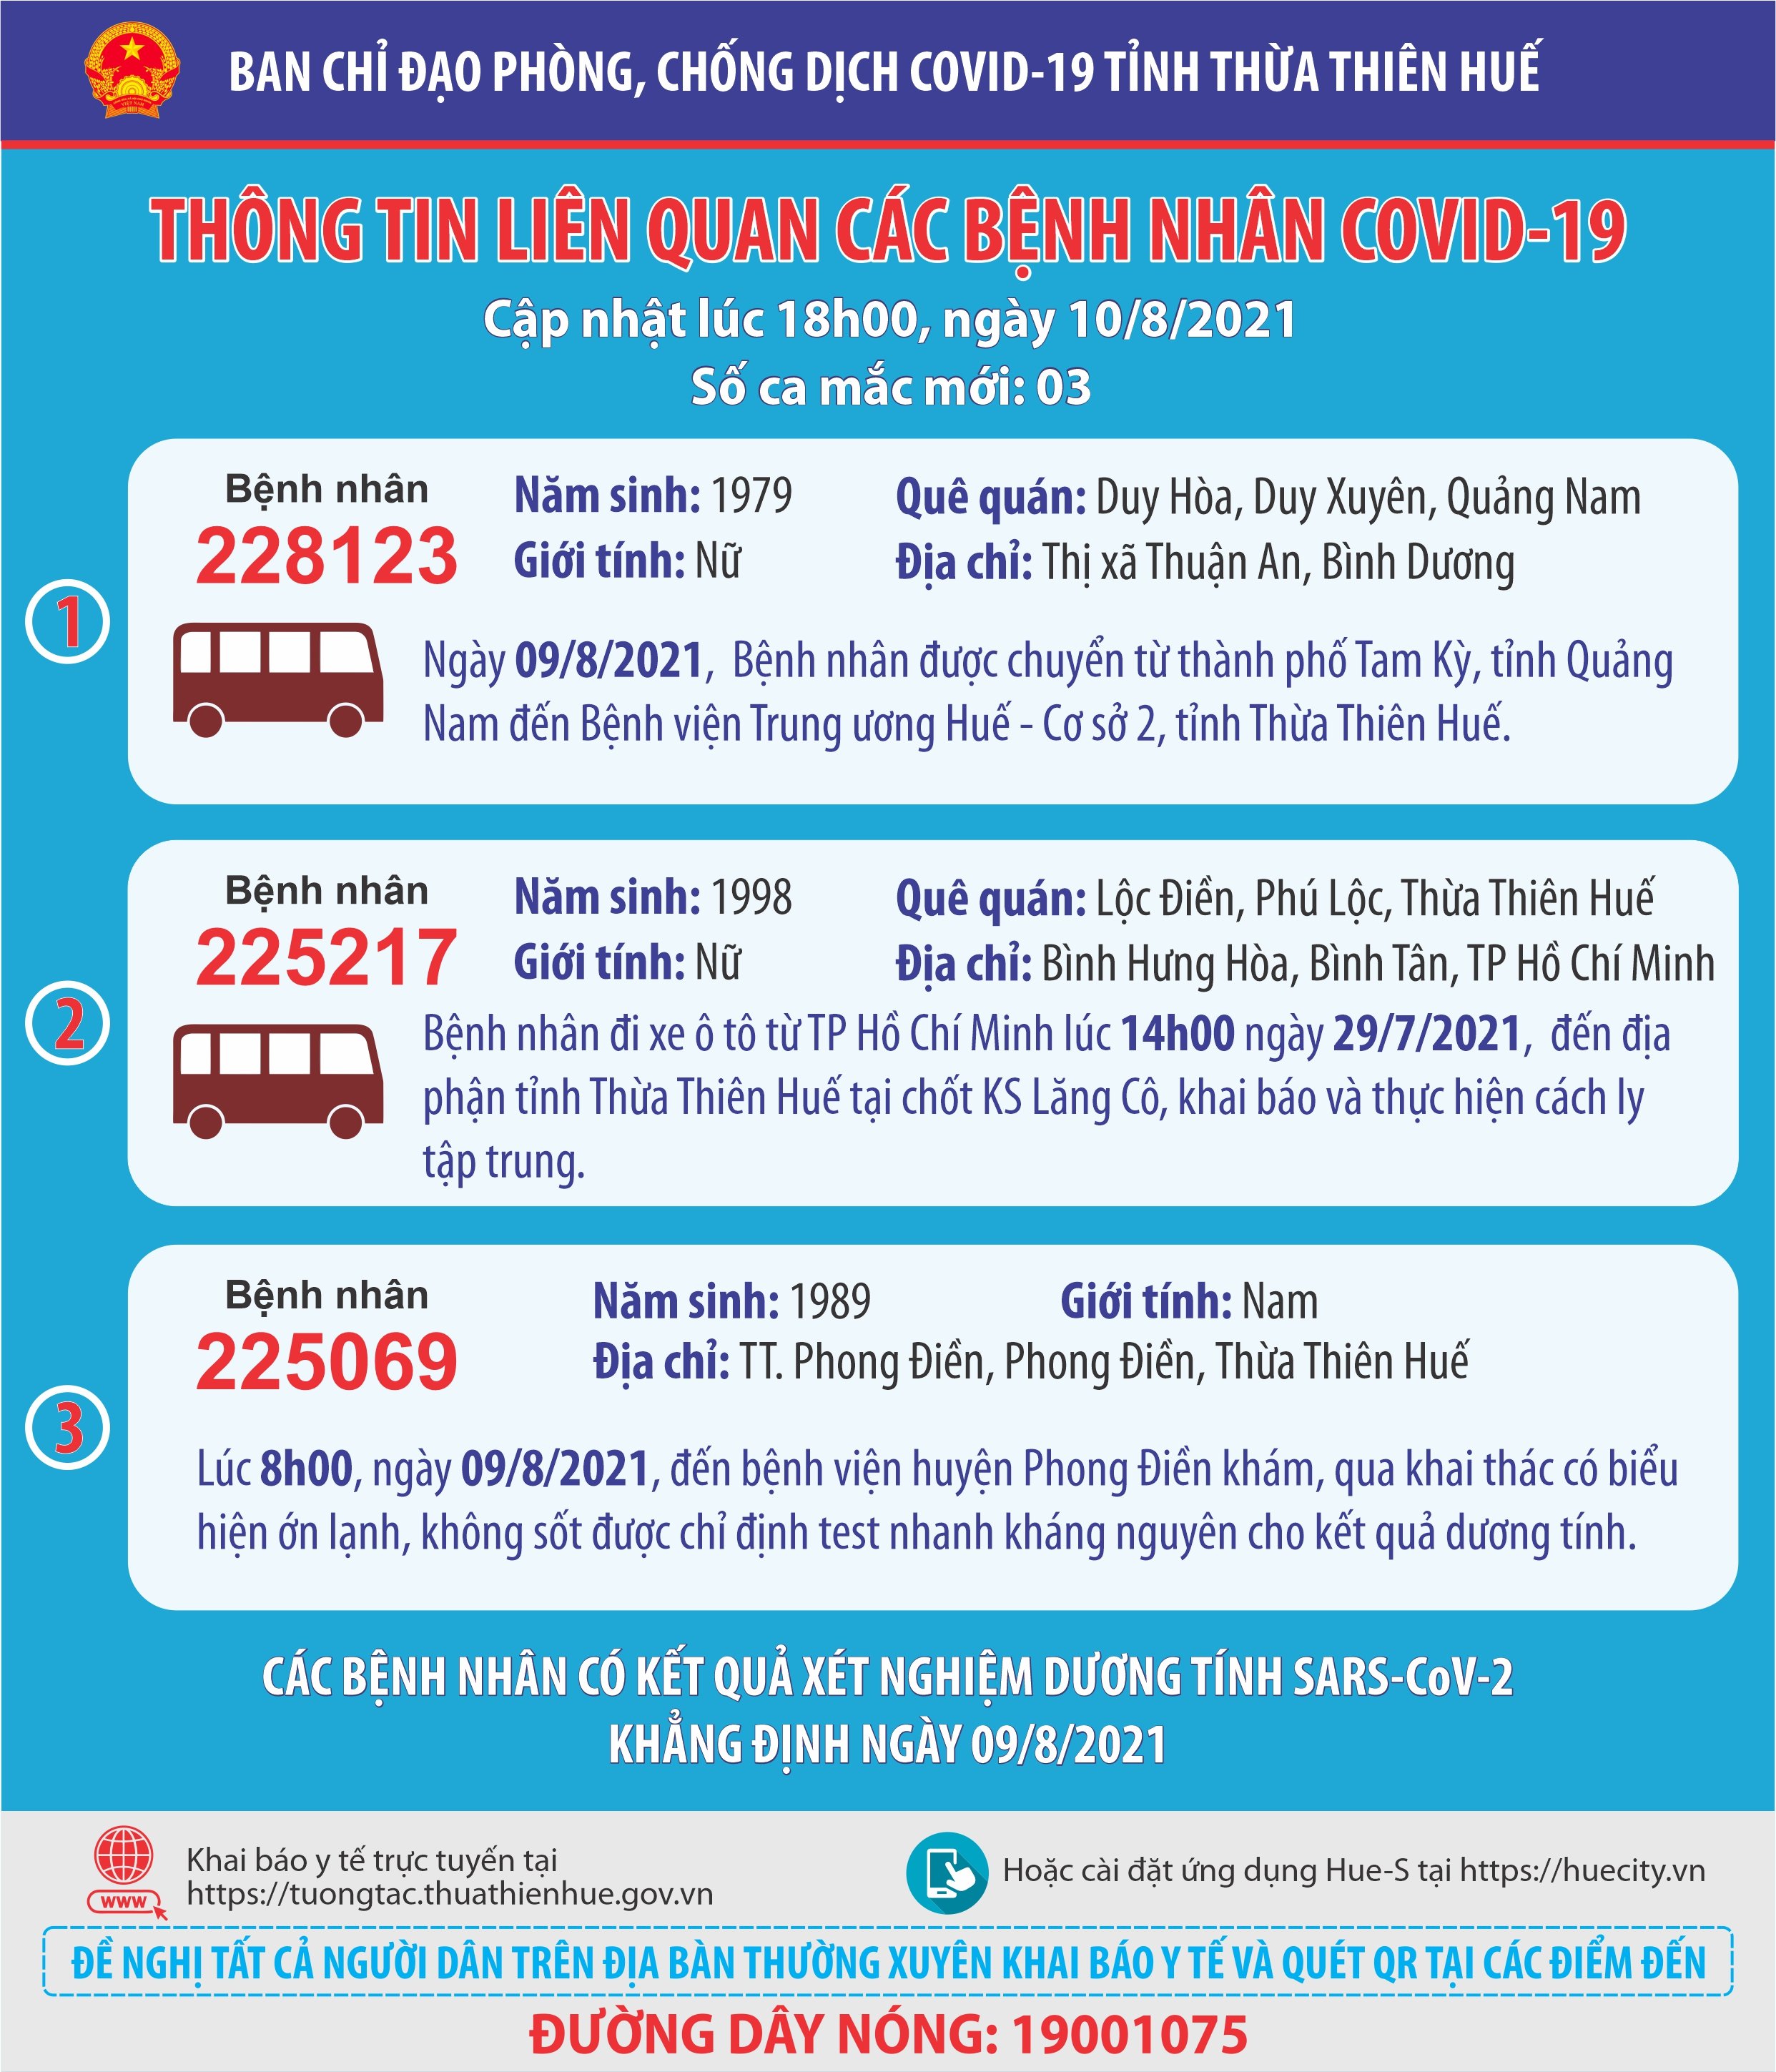 BAN CHỈ ĐẠO PHÒNG, CHỐNG DỊCH COVID-19 TỈNH THỪA THIÊN HUẾ
THÔNG TIN LIÊN QUAN CÁC BỆNH NHÂN COVID-19
Cập nhật lúc 18h00, ngày 10/8/2021
Số ca mắc mới: 03
1
Bệnh nhân
228123
Năm sinh: 1979
Giới tính: Nữ
Quê quán: Duy Hòa, Duy Xuyên, Quảng Nam
Địa chỉ: Thị xã Thuận An, Bình Dương
Ngày 09/8/2021, Bệnh nhân được chuyển từ thành phố Tam Kỳ, tỉnh Quảng
Nam đến Bệnh viện Trung ương Huế - Cơ sở 2, tỉnh Thừa Thiên Huế.
2
Bệnh nhân
225217
Năm sinh: 1998
Giới tính: Nữ
Quê quán: Lộc Điền, Phú Lộc, Thừa Thiên Huế
Địa chỉ: Bình Hưng Hòa, Bình Tân, TP Hồ Chí Minh
Bệnh nhân đi xe ô tô từ TP Hồ Chí Minh lúc 14h00 ngày 29/7/2021, đến địa
phận tỉnh Thừa Thiên Huế tại chốt KS Lăng Cô, khai báo và thực hiện cách ly
tập trung.
3
Bệnh nhân
225069
Năm sinh: 1989
Giới tính: Nam
Địa chỉ: TT. Phong Điền, Phong Điền, Thừa Thiên Huế
Lúc 8h00, ngày 09/8/2021, đến bệnh viện huyện Phong Điền khám, qua khai thác có biểu
hiện ớn lạnh, không sốt được chỉ định test nhanh kháng nguyên cho kết quả dương tính.
CÁC BỆNH NHÂN CÓ KẾT QUẢ XÉT NGHIỆM DƯƠNG TÍNH SARS-CoV-2
KHẲNG ĐỊNH NGÀY 09/8/2021
www
Khai báo y tế trực tuyến tại
https://tuongtac.thuathienhue.gov.vn
Hoặc cài đặt ứng dụng Hue-S tại https://huecity.vn
ĐỀ NGHỊ TẤT CẢ NGƯỜI DÂN TRÊN ĐỊA BÀN THƯỜNG XUYÊN KHAI BÁO Y TẾ VÀ QUÉT QR TẠI CÁC ĐIỂM ĐẾN
ĐƯỜNG DÂY NÓNG: 19001075